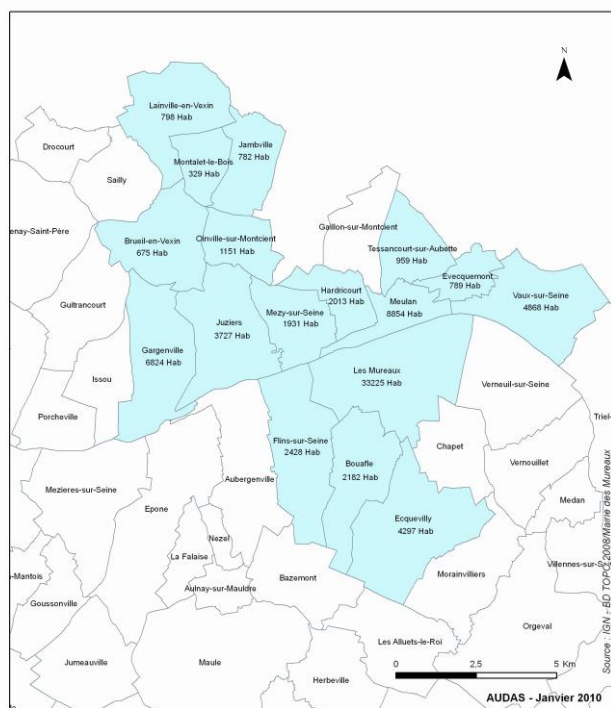 N
Lainville-en-Vexin
798 Hab
Jambville
782 Hab
Drocourt
Montalet-le-Bois
329 Hab
Sailly
Gaillon-sur-Montcient
enay-Saint-Père
Brueil-en-Vexin
675 Hab
Oinville-sur-Montcient
1151 Hab
Tessancourt-sur-Aubette
959 Hab
Evecquemont
789 Hab
Guitrancourt
Hardricourt
2013 Hab
Meulan
8854 Hab
Vaux-sur-Seine
4868 Hab
Mezy-sur-Seine
1931 Hab
Juziers
3727 Hab
Gargenville
6824 Hab
Issou
Les Mureaux
33225 Hab
Verneuil-sur-Seine
Porcheville
Triel-
Flins-sur-Seine
2428 Hab
Chapet
Bouafle
2182 Hab
Vernouillet
Aubergenville
Mezieres-sur-Seine
Medan
Epone
Ecquevilly
4297 Hab
Nezel
La Falaise
Villennes-sur-S
Bazemont
Morainvilliers
-Mantois
Aulnay-sur-Mauldre
Goussonville
Orgeval
Les Alluets-le-Roi
Jumeauville
Maule
Herbeville
0 2,5 5 Km
AUDAS - Janvier 2010
Source : IGN - BD TOPO 2008/Mairie des Mureaux